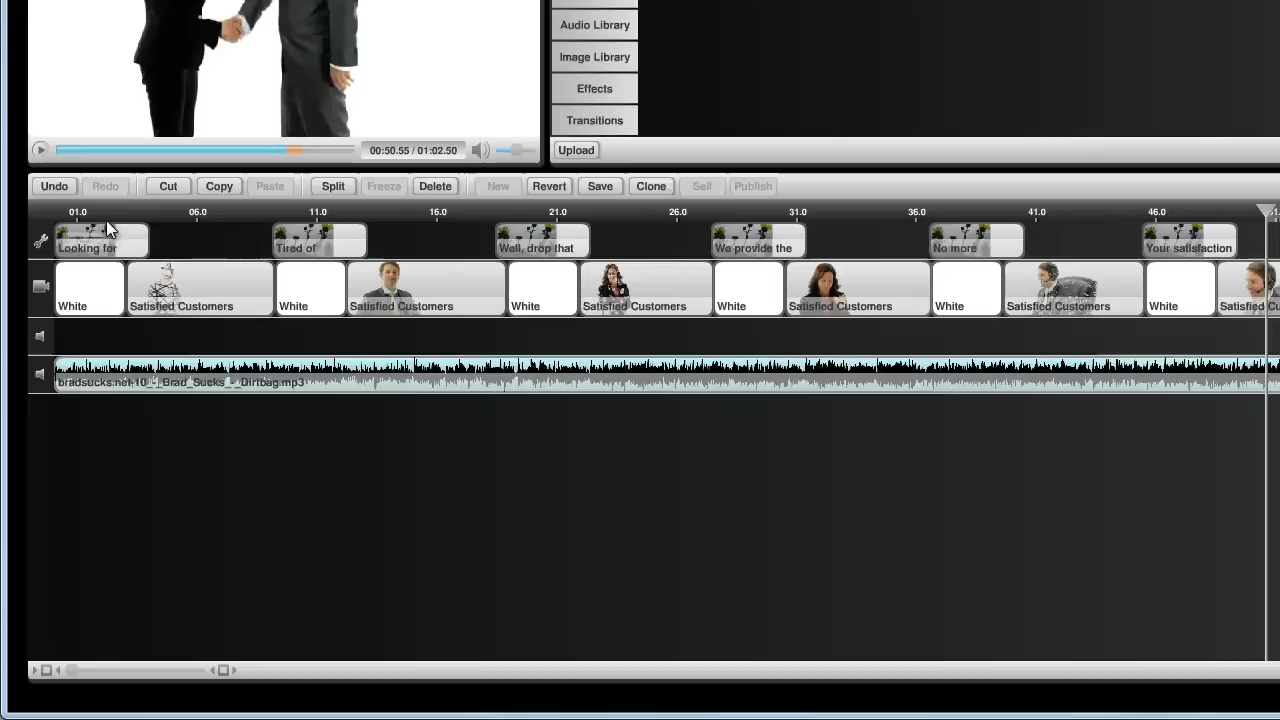 Audio Library
Image Library
Effects
Transitions
00:50.55 / 01:02.50
Upload
Undo Redo Cut Copy Paste Split Freeze Delete New Revert Save Clone Sell Publish
01.0 06.0 11.0 16.0 21.0 26.0 31.0 36.0 41.0 46.0
Looking for Tired of Well, drop that We provide the No more Your satisfaction
White Satisfied Customers White Satisfied Customers White Satisfied Customers White Satisfied Customers White Satisfied Customers White Satisfied Cu
bradsucks.net-10_-_Brad_Sucks_-_Dirtbag.mp3